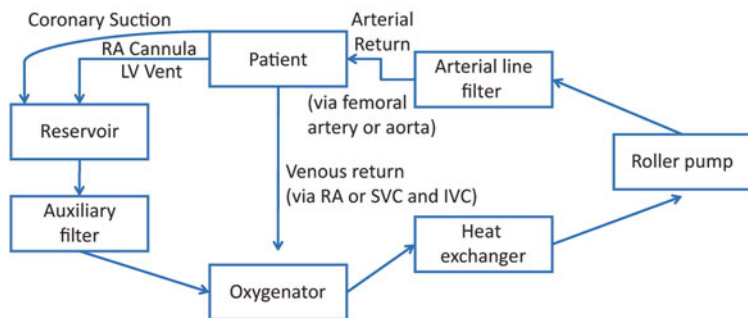 Coronary Suction
RA Cannula
LV Vent
Patient
Arterial
Return
Arterial line
filter
(via femoral
artery or aorta)
Reservoir
Roller pump
Venous return
(via RA or SVC and IVC)
Auxiliary
filter
Heat
exchanger
Oxygenator